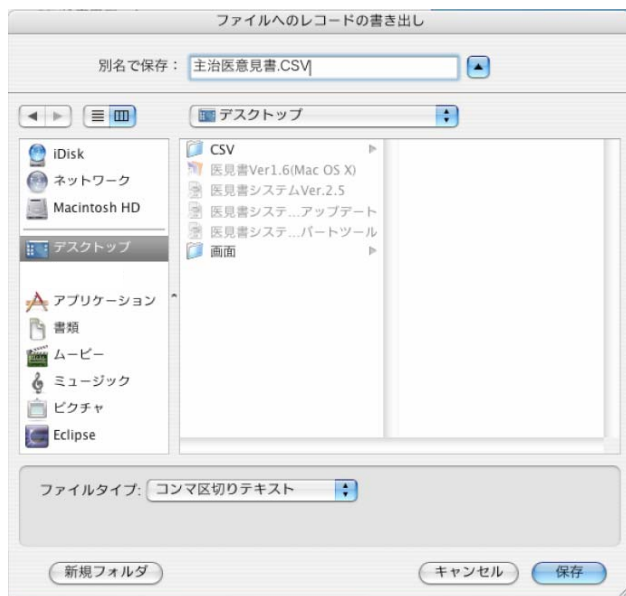 ファイルへのレコードの書き出し
別名で保存：
主治医意見書.CSV
デスクトップ
iDisk
ネットワーク
Macintosh HD
デスクトップ
アプリケーション
書類
ムービー
ミュージック
ピクチャ
Eclipse
CSV
医見書Ver1.6(Mac OS X)
医見書システムVer.2.5
医見書システ...アップデート
医見書システ...パートツール
画面
ファイルタイプ: コンマ区切りテキスト
新規フォルダ
キャンセル
保存